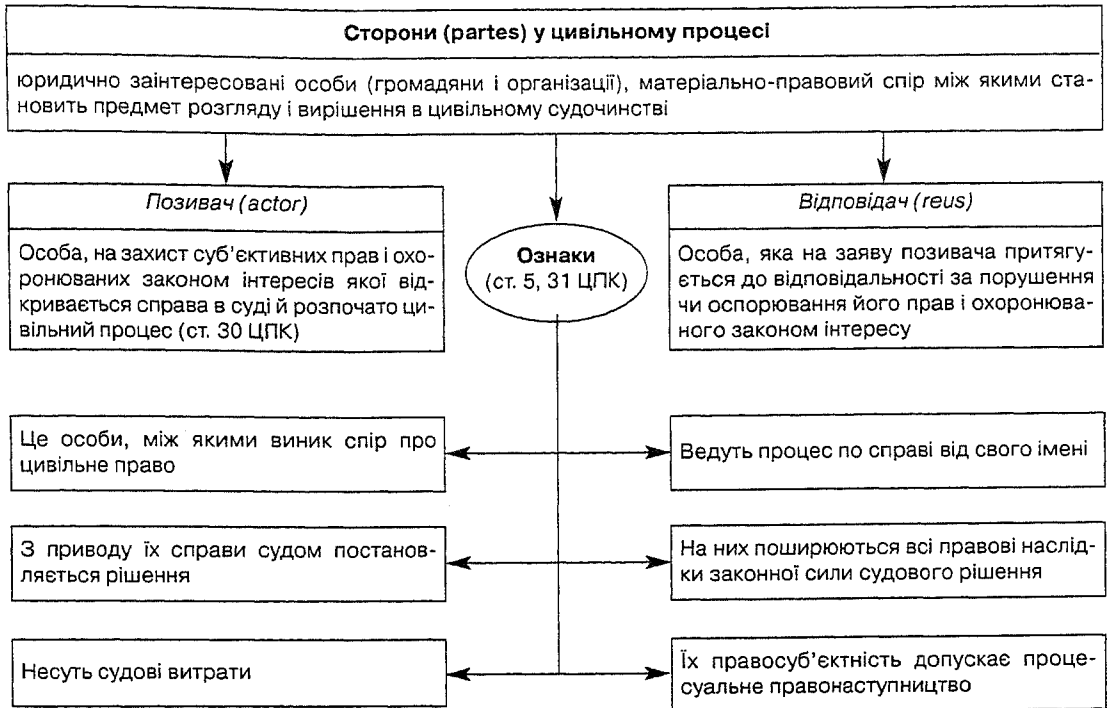 Сторони (partes) у цивільному процесі
юридично заінтересовані особи (громадяни і організації), матеріально-правовий спір між якими ста-
новить предмет розгляду і вирішення в цивільному судочинстві
Позивач (actor)
Особа, на захист суб’єктивних прав і охо-
ронюваних законом інтересів якої від-
кривається справа в суді й розпочато ци-
вільний процес (ст. 30 ЦПК)
Ознаки
(ст. 5, 31 ЦПК)
Відповідач (reus)
Особа, яка на заяву позивача притягу-
ється до відповідальності за порушення
чи оспорювання його прав і охоронюва-
ного законом інтересу
Це особи, між якими виник спір про
цивільне право
Ведуть процес по справі від свого імені
З приводу їх справи судом постанов-
ляється рішення
На них поширюються всі правові наслід-
ки законної сили судового рішення
Несуть судові витрати
Їх правосуб’єктність допускає проце-
суальне правонаступництво